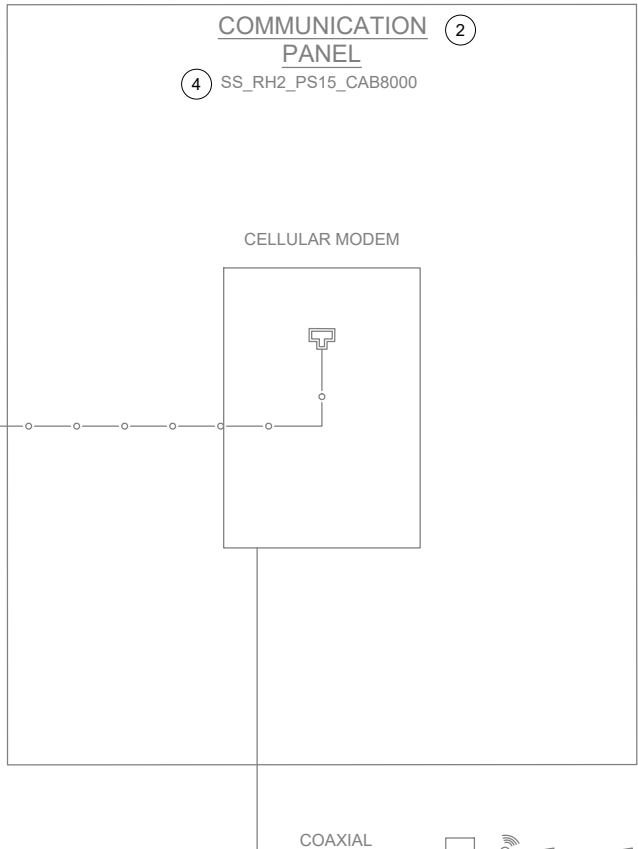 COMMUNICATION 2
PANEL
4 SS_RH2_PS15_CAB8000
CELLULAR MODEM
COAXIAL